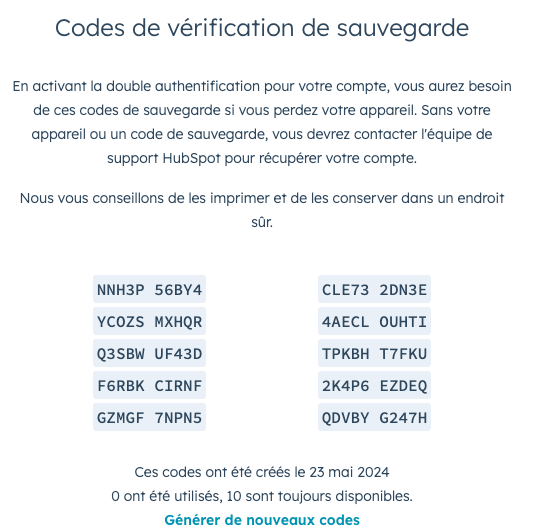 Codes de vérification de sauvegarde
En activant la double authentification pour votre compte, vous aurez besoin
de ces codes de sauvegarde si vous perdez votre appareil. Sans votre
appareil ou un code de sauvegarde, vous devrez contacter l'équipe de
support HubSpot pour récupérer votre compte.
Nous vous conseillons de les imprimer et de les conserver dans un endroit
sûr.
NNH3P 56BY4 CLE73 2DN3E
YCOZS MXHQR 4AECL OUHTI
Q3SBW UF43D TPKBH T7FKU
F6RBK CIRNF 2K4P6 EZDEQ
GZMGF 7NPN5 QDVBY G247H
Ces codes ont été créés le 23 mai 2024
0 ont été utilisés, 10 sont toujours disponibles.
Générer de nouveaux codes